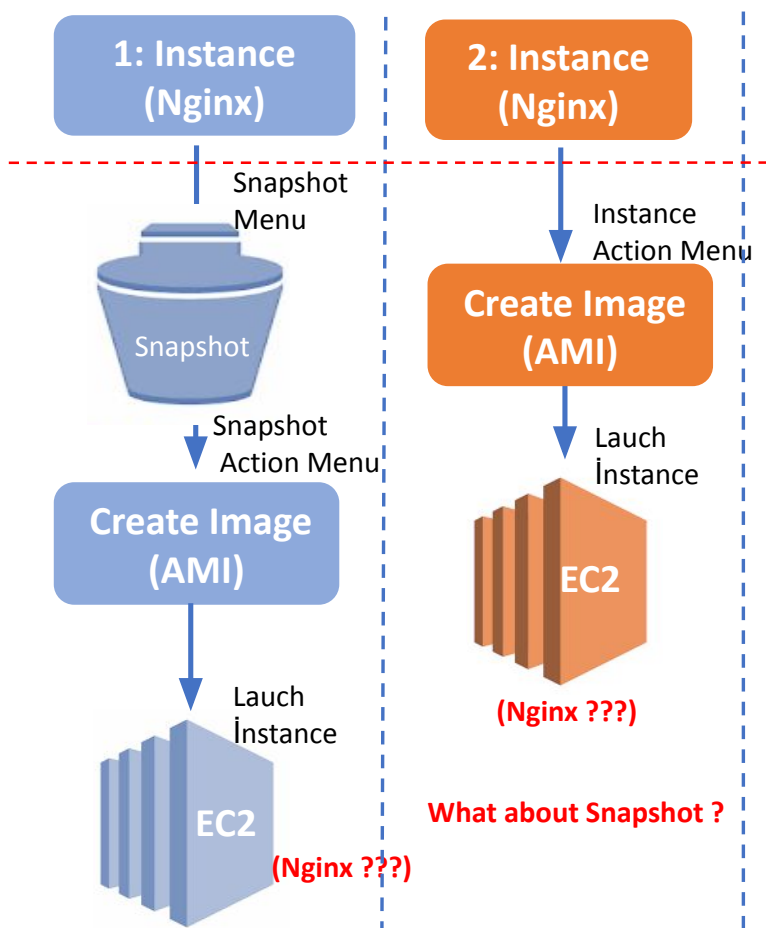 1: Instance
(Nginx)
Snapshot
Menu
Snapshot
Snapshot
Action Menu
Create Image
(AMI)
Lauch
İnstance
EC2
(Nginx ???)
2: Instance
(Nginx)
Instance
Action Menu
Create Image
(AMI)
Lauch
İnstance
EC2
(Nginx ???)
What about Snapshot ?